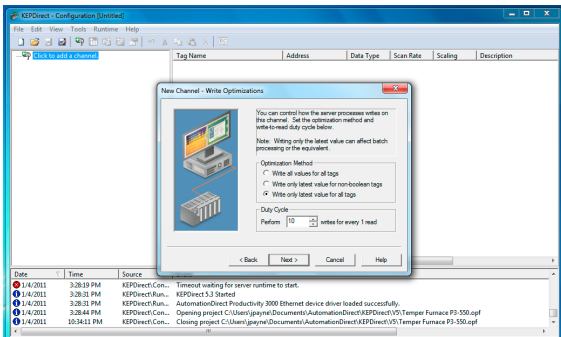 KEPDirect - Configuration [Untitled]
File Edit View Tools Runtime Help
Click to add a channel.
Tag Name Address Data Type Scan Rate Scaling Description
New Channel - Write Optimizations
You can control how the server processes writes on
this channel. Set the optimization method and
write-to-read duty cycle below.
Note: Writing only the latest value can affect batch
processing or the equivalent.
Optimization Method
Write all values for all tags
Write only latest value for non-boolean tags
Write only latest value for all tags
Duty Cycle
Perform 10 writes for every 1 read
< Back Next > Cancel Help
Date Time Source
1/4/2011 3:28:19 PM KEPDirect\Con... Timeout waiting for server runtime to start.
1/4/2011 3:28:31 PM KEPDirect\Run... KEPDirect 5.3 Started
1/4/2011 3:28:31 PM KEPDirect\Run... AutomationDirect Productivity 3000 Ethernet device driver loaded successfully.
1/4/2011 3:28:44 PM KEPDirect\Con... Opening project C:\Users\jpayne\Documents\AutomationDirect\KEPDirect\V5\Temper Furnace P3-550.opf
1/4/2011 10:34:11 PM KEPDirect\Con... Closing project C:\Users\jpayne\Documents\AutomationDirect\KEPDirect\V5\Temper Furnace P3-550.opf